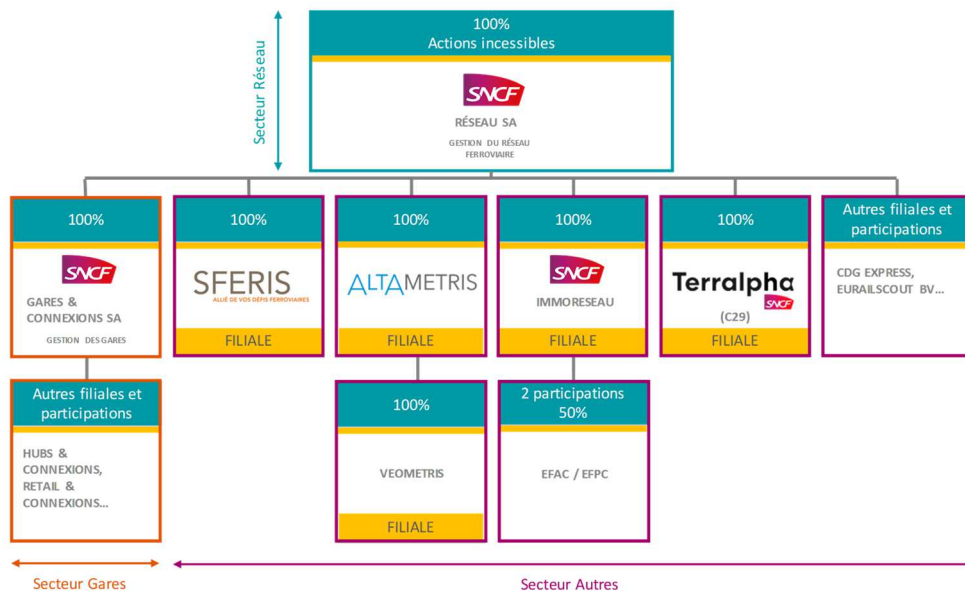 Secteur Réseau
100%
Actions incessibles
SNCF
RÉSEAU SA
GESTION DU RÉSEAU
FERROVIAIRE
100%
SNCF
GARES &
CONNEXIONS SA
GESTION DES GARES
100%
SFERIS
ALLIÉ DE VOS DÉFIS FERROVIAIRES
FILIALE
100%
ALTAMETRIS
FILIALE
100%
SNCF
IMMORESEAU
FILIALE
100%
Terralpha
SNCF
(C29)
FILIALE
Autres filiales et
participations
CDG EXPRESS,
EURAILSCOUT BV...
Autres filiales et
participations
HUBS &
CONNEXIONS,
RETAIL &
CONNEXIONS...
100%
VEOMETRIS
FILIALE
2 participations
50%
EFAC / EFPC
Secteur Gares
Secteur Autres